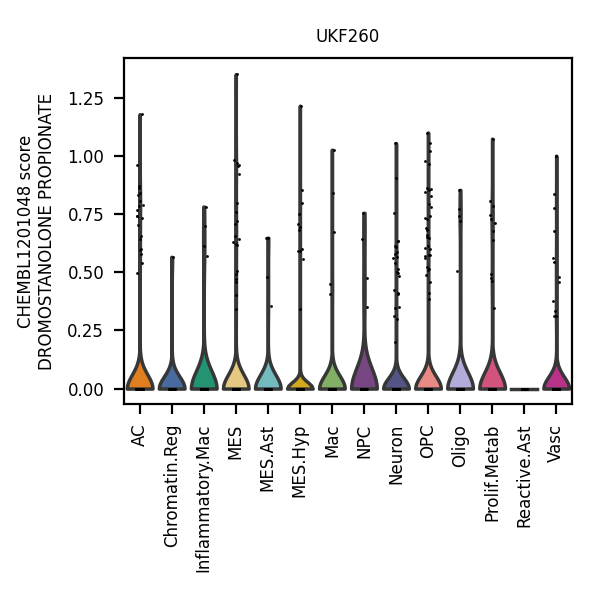 UKF260
CHEMBL1201048 score
DROMOSTANOLONE PROPIONATE
1.25
1.00
0.75
0.50
0.25
0.00
AC
Chromatin.Reg
Inflammatory.Mac
MES
MES.Ast
MES.Hyp
Mac
NPC
Neuron
OPC
Oligo
Prolif.Metab
Reactive.Ast
Vasc